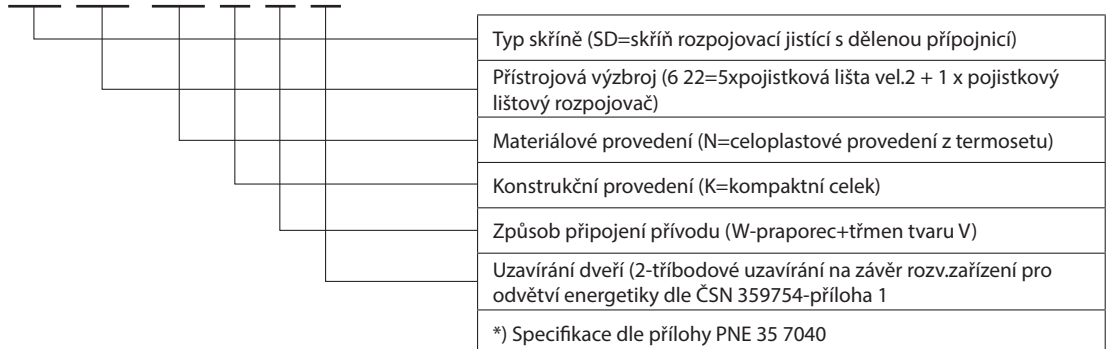 Typ skříně (SD=skříň rozpojovací jistící s dělenou přípojnicí)
Přístrojová výzbroj (6 22=5xpojistková lišta vel.2 + 1 x pojistkový
lištový rozpojovač)
Materiálové provedení (N=celoplastové provedení z termosetu)
Konstrukční provedení (K=kompaktní celek)
Způsob připojení přívodu (W-praporec+třmen tvaru V)
Uzavírání dveří (2-tříbodové uzavírání na závěr rozv.zařízení pro
odvětví energetiky dle ČSN 359754-příloha 1
*) Specifikace dle přílohy PNE 35 7040